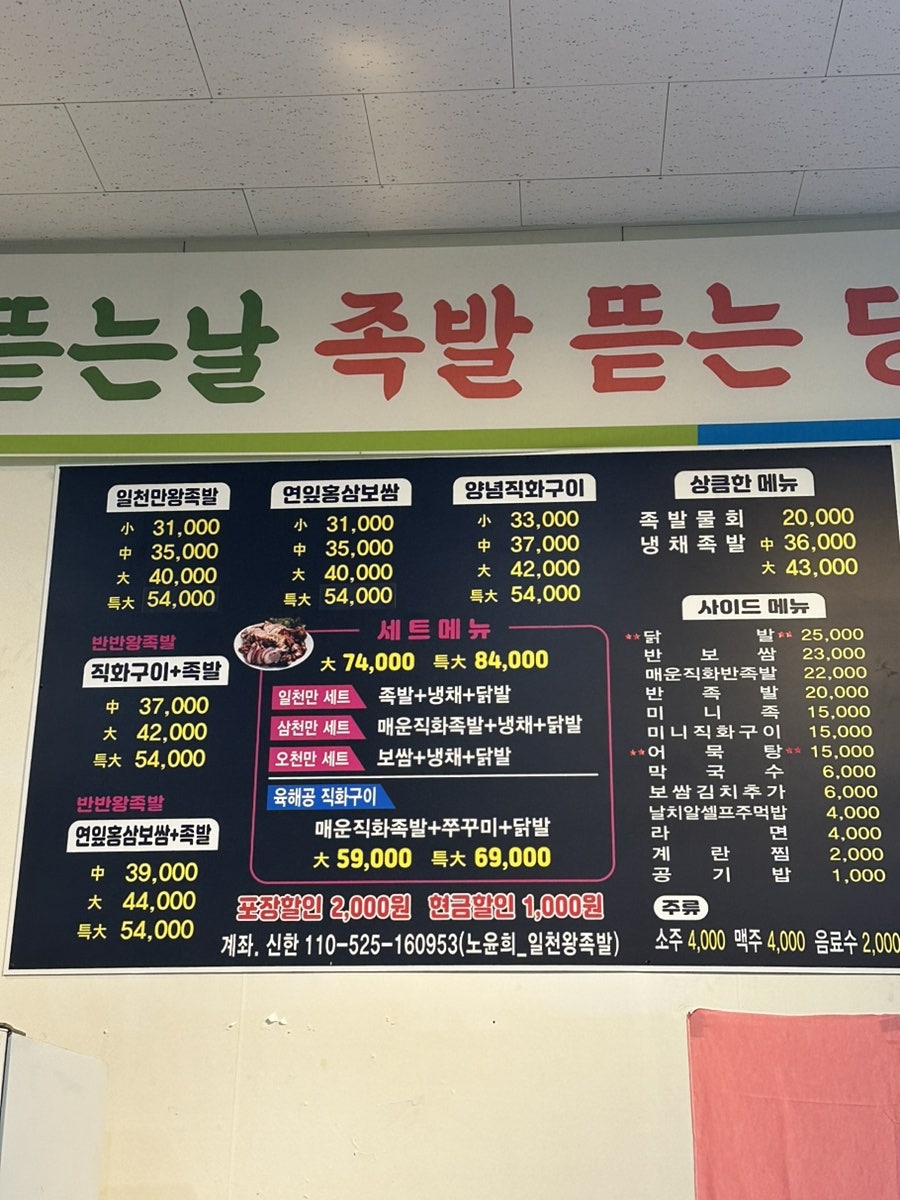 뜯는날 족발 뜯는
일천만왕족발
小 31,000
中 35,000
大 40,000
특大 54,000
연잎홍삼보쌈
小 31,000
中 35,000
大 40,000
특大 54,000
양념직화구이
小 33,000
中 37,000
大 42,000
특大 54,000
상큼한 메뉴
족발물회 20,000
냉채족발 中 36,000
大 43,000
반반왕족발
직화구이+족발
中 37,000
大 42,000
특大 54,000
반반왕족발
연잎홍삼보쌈+족발
中 39,000
大 44,000
특大 54,000
세트메뉴
大 74,000 특大 84,000
일천만 세트 족발+냉채+닭발
삼천만 세트 매운직화족발+냉채+닭발
오천만 세트 보쌈+냉채+닭발
육해공 직화구이
매운직화족발+쭈꾸미+닭발
大 59,000 특大 69,000
포장할인 2,000원 현금할인 1,000원
계좌. 신한 110-525-160953(노윤희_일천왕족발)
사이드 메뉴
닭발 25,000
반보쌈 23,000
매운직화반족발 22,000
반족발 20,000
미니족 15,000
미니직화구이 15,000
어묵탕 15,000
막국수 6,000
보쌈김치추가 6,000
날치알셀프주먹밥 4,000
라면 4,000
계란찜 2,000
공기밥 1,000
주류
소주 4,000 맥주 4,000 음료수 2,000